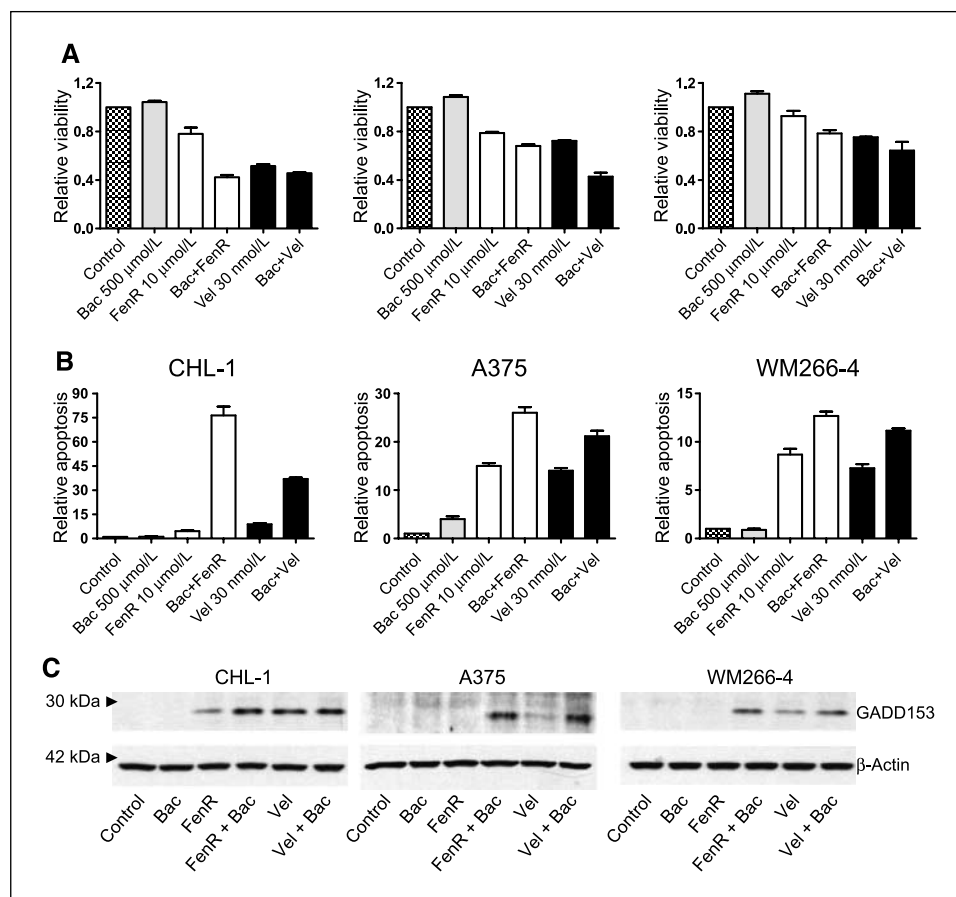 A
Relative viability
1.2
0.8
0.4
0.0
Control
Bac 500 μmol/L
FenR 10 μmol/L
Bac+FenR
Vel 30 nmol/L
Bac+Vel
Relative viability
1.2
0.8
0.4
0.0
Control
Bac 500 μmol/L
FenR 10 μmol/L
Bac+FenR
Vel 30 nmol/L
Bac+Vel
Relative viability
1.2
0.8
0.4
0.0
Control
Bac 500 μmol/L
FenR 10 μmol/L
Bac+FenR
Vel 30 nmol/L
Bac+Vel
B
CHL-1
Relative apoptosis
90
75
60
45
30
15
0
Control
Bac 500 μmol/L
FenR 10 μmol/L
Bac+FenR
Vel 30 nmol/L
Bac+Vel
A375
Relative apoptosis
30
20
10
0
Control
Bac 500 μmol/L
FenR 10 μmol/L
Bac+FenR
Vel 30 nmol/L
Bac+Vel
WM266-4
Relative apoptosis
15
10
5
0
Control
Bac 500 μmol/L
FenR 10 μmol/L
Bac+FenR
Vel 30 nmol/L
Bac+Vel
C
CHL-1
A375
WM266-4
30 kDa
GADD153
42 kDa
β-Actin
Control
Bac
FenR
FenR + Bac
Vel
Vel + Bac
Control
Bac
FenR
FenR + Bac
Vel
Vel + Bac
Control
Bac
FenR
FenR + Bac
Vel
Vel + Bac